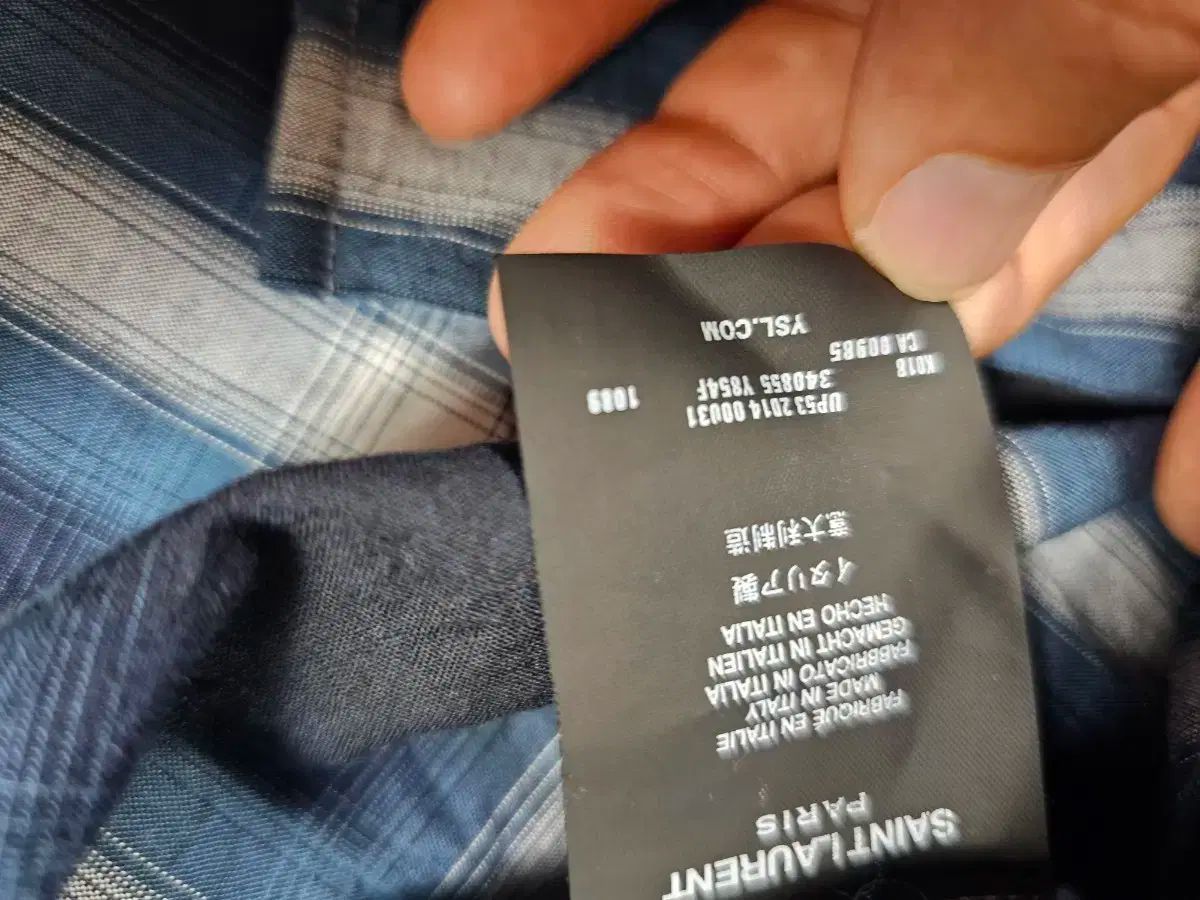 SAINT LAURENT
PARIS
FABRIQUÉ EN ITALIE
MADE IN ITALY
FABBRICATO IN ITALIA
GEMACHT IN ITALIEN
HECHO EN ITALIA
イタリア製
意大利制造
UP53 2014 00031
340855 Y854F 1089
K01B CA 00985
YSL.COM